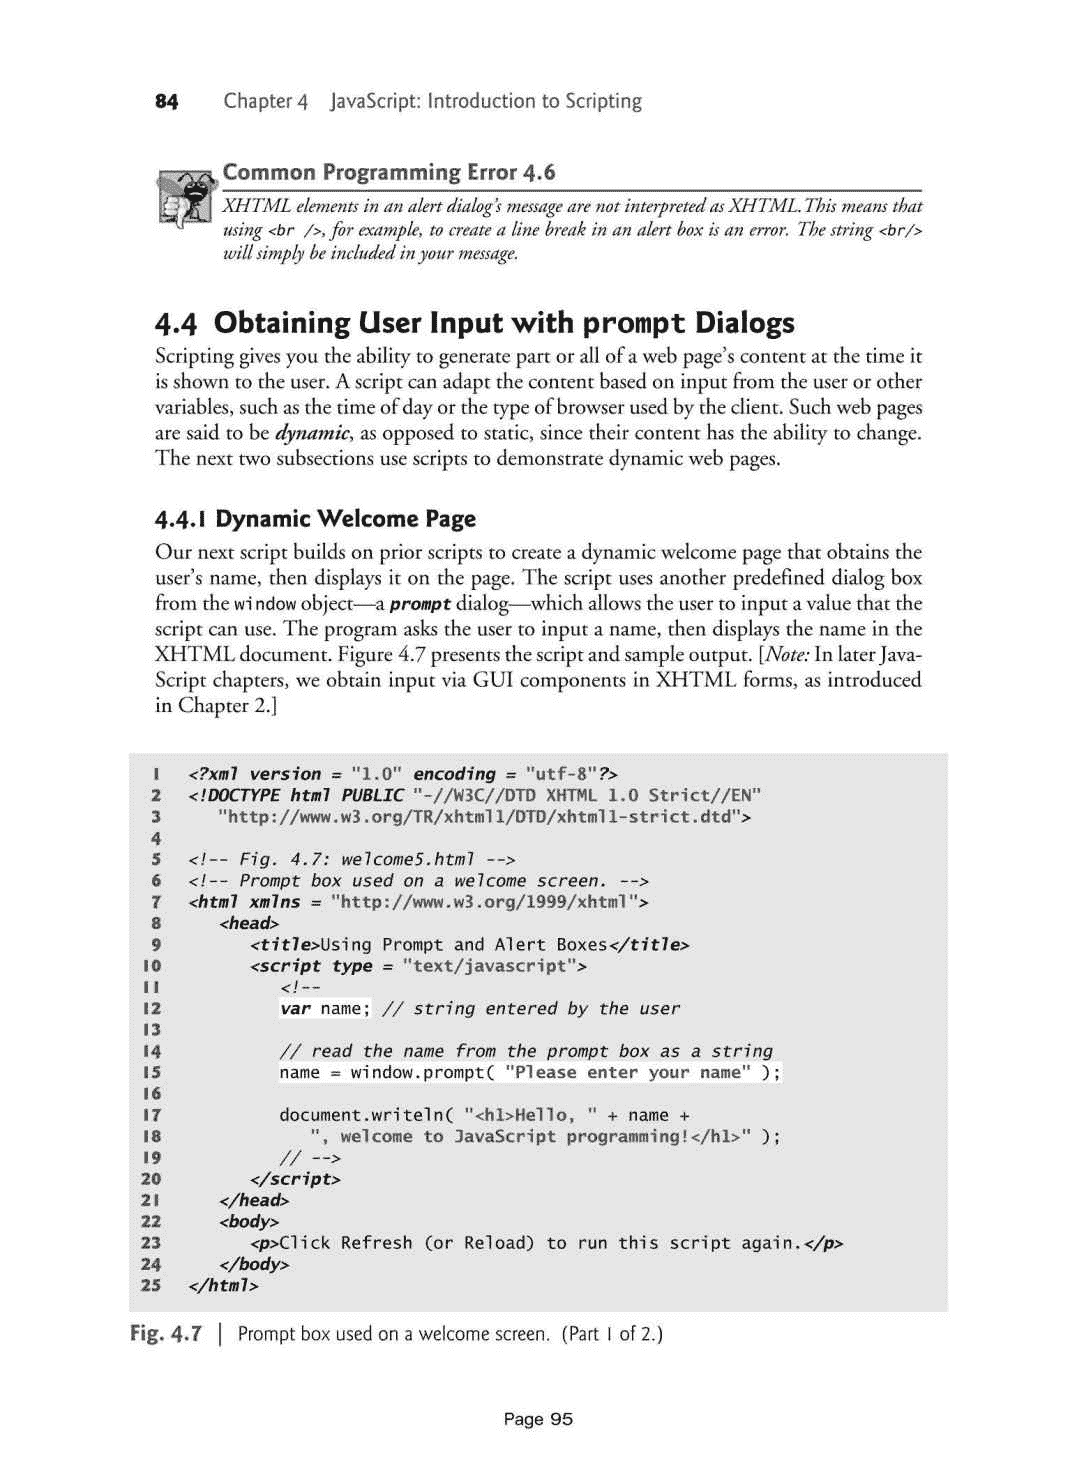 84 Chapter 4 JavaScript: Introduction to Scripting
Common Programming Error 4.6
XHTML elements in an alert dialog's message are not interpreted as XHTML. This means that
using <br />, for example, to create a line break in an alert box is an error. The string <br/>
will simply be included in your message.
4.4 Obtaining User Input with prompt Dialogs
Scripting gives you the ability to generate part or all of a web page's content at the time it
is shown to the user. A script can adapt the content based on input from the user or other
variables, such as the time of day or the type of browser used by the client. Such web pages
are said to be dynamic, as opposed to static, since their content has the ability to change.
The next two subsections use scripts to demonstrate dynamic web pages.
4.4.1 Dynamic Welcome Page
Our next script builds on prior scripts to create a dynamic welcome page that obtains the
user's name, then displays it on the page. The script uses another predefined dialog box
from the window object—a prompt dialog—which allows the user to input a value that the
script can use. The program asks the user to input a name, then displays the name in the
XHTML document. Figure 4.7 presents the script and sample output. [Note: In later Java-
Script chapters, we obtain input via GUI components in XHTML forms, as introduced
in Chapter 2.]
1 <?xml version = "1.0" encoding = "utf-8"?>
2 <!DOCTYPE html PUBLIC "-//W3C//DTD XHTML 1.0 Strict//EN"
3 "http://www.w3.org/TR/xhtml1/DTD/xhtml1-strict.dtd">
4
5 <!-- Fig. 4.7: welcome5.html -->
6 <!-- Prompt box used on a welcome screen. -->
7 <html xmlns = "http://www.w3.org/1999/xhtml">
8 <head>
9 <title>Using Prompt and Alert Boxes</title>
10 <script type = "text/javascript">
11 <!--
12 var name; // string entered by the user
13
14 // read the name from the prompt box as a string
15 name = window.prompt( "Please enter your name" );
16
17 document.writeln( "<h1>Hello, " + name +
18 ", welcome to JavaScript programming!</h1>" );
19 // -->
20 </script>
21 </head>
22 <body>
23 <p>Click Refresh (or Reload) to run this script again.</p>
24 </body>
25 </html>
Fig. 4.7 | Prompt box used on a welcome screen. (Part 1 of 2.)
Page 95